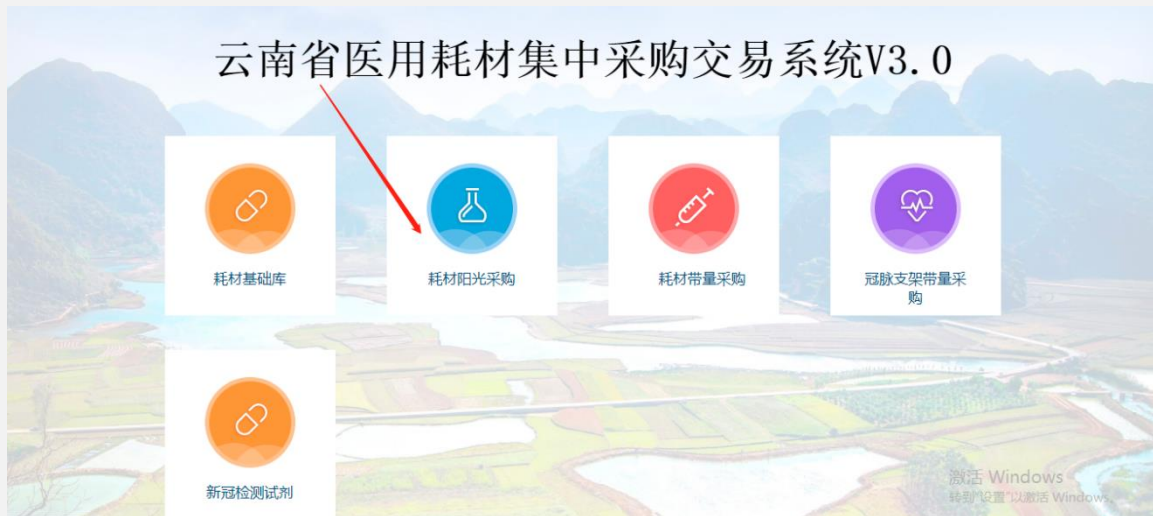 云南省医用耗材集中采购交易系统V3.0
耗材基础库
耗材阳光采购
耗材带量采购
冠脉支架带量采
购
新冠检测试剂
激活 Windows
转到"设置"以激活 Windows。